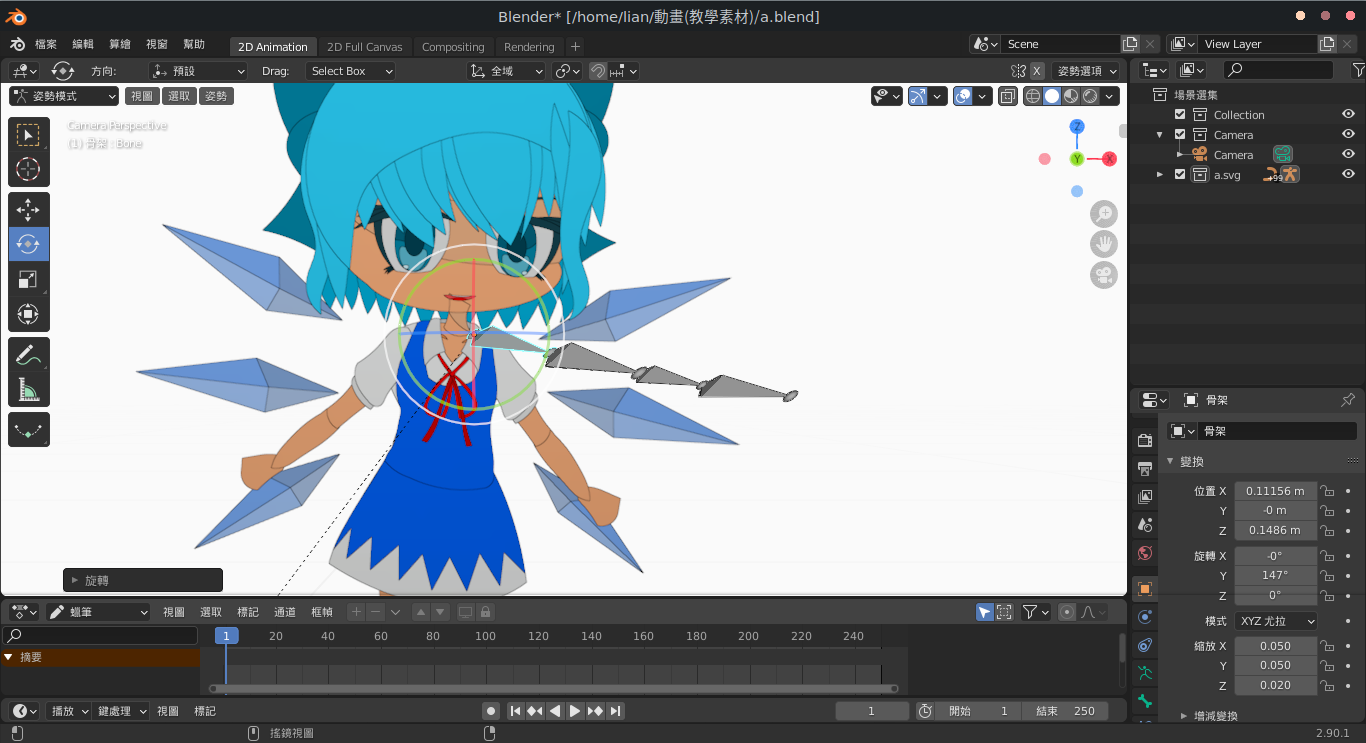 Blender* [/home/lian/動畫(教學素材)/a.blend]
檔案 編輯 算繪 視窗 幫助 2D Animation 2D Full Canvas Compositing Rendering + Scene View Layer
方向: 預設 Drag: Select Box 全域 X 姿勢選項
姿勢模式 視圖 選取 姿勢
Camera Perspective
(1) 骨架 : Bone
Z
Y X
場景選集
Collection
Camera
Camera
a.svg +99
骨架
骨架
變換
位置 X 0.11156 m
Y -0 m
Z 0.1486 m
旋轉 X -0°
Y 147°
Z 0°
模式 XYZ 尤拉
縮放 X 0.050
Y 0.050
Z 0.020
增減變換
旋轉
蠟筆 視圖 選取 標記 通道 框幀
1 20 40 60 80 100 120 140 160 180 200 220 240
摘要
播放 鍵處理 視圖 標記 1 開始 1 結束 250
搖鏡視圖 2.90.1